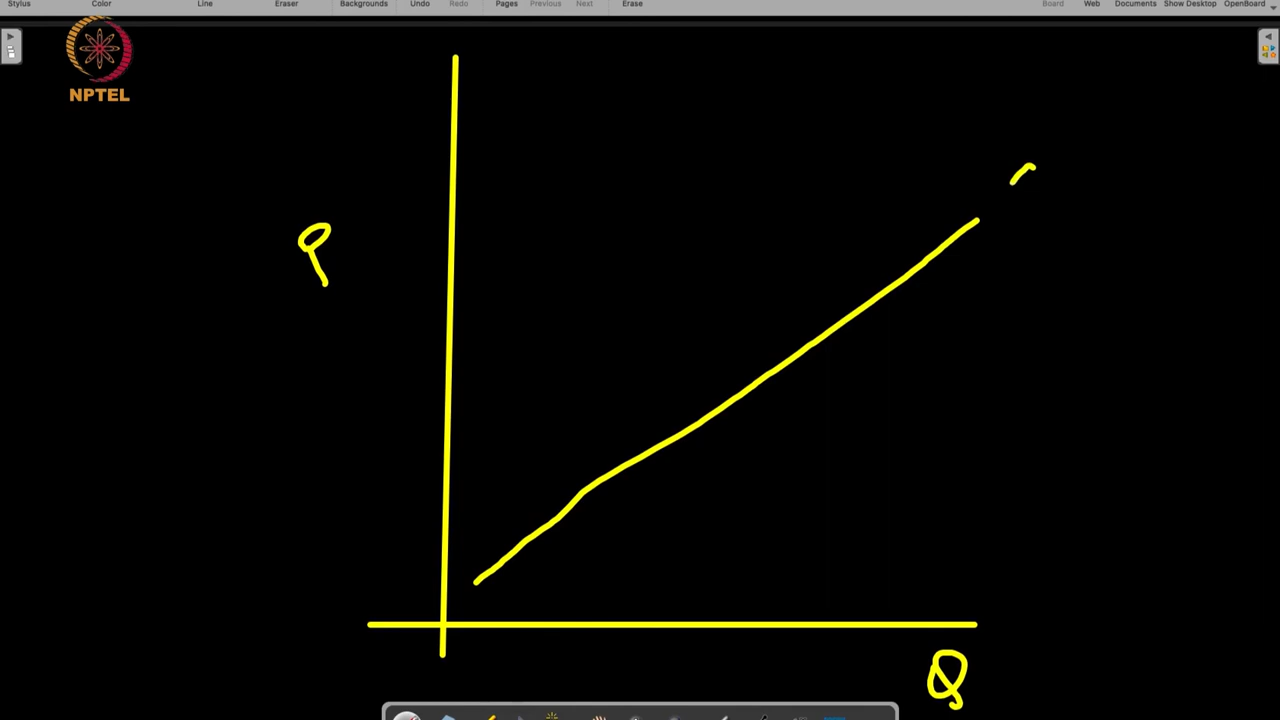 Stylus Color Line Eraser Backgrounds Undo Redo Pages Previous Next Erase Board Web Documents Show Desktop OpenBoard
NPTEL
P
Q